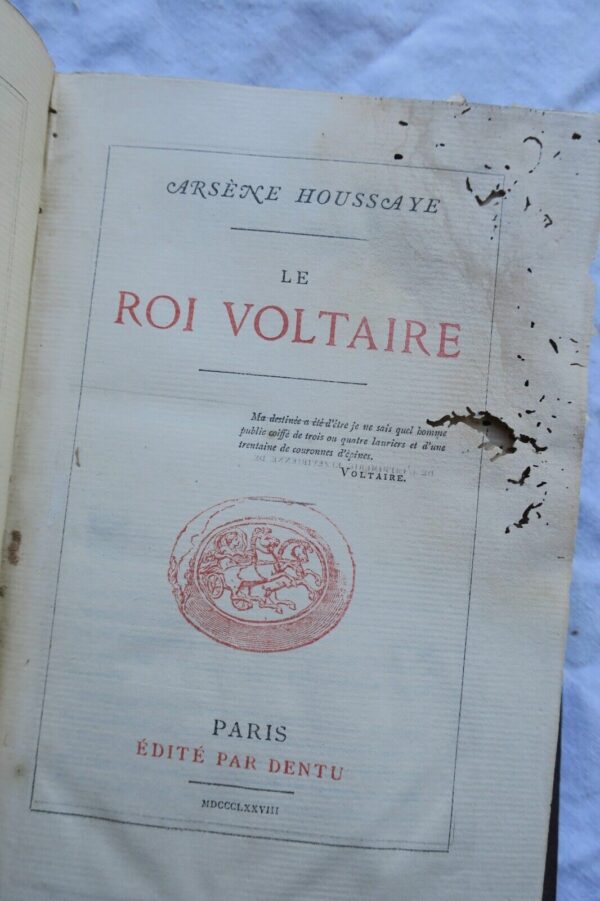 ARSÈNE HOUSSAYE
LE
ROI VOLTAIRE
Ma destinée a été d'être je ne sais quel homme
public coiffé de trois ou quatre lauriers et d'une
trentaine de couronnes d'épines.
VOLTAIRE.
PARIS
ÉDITÉ PAR DENTU
MDCCCLXXVIII